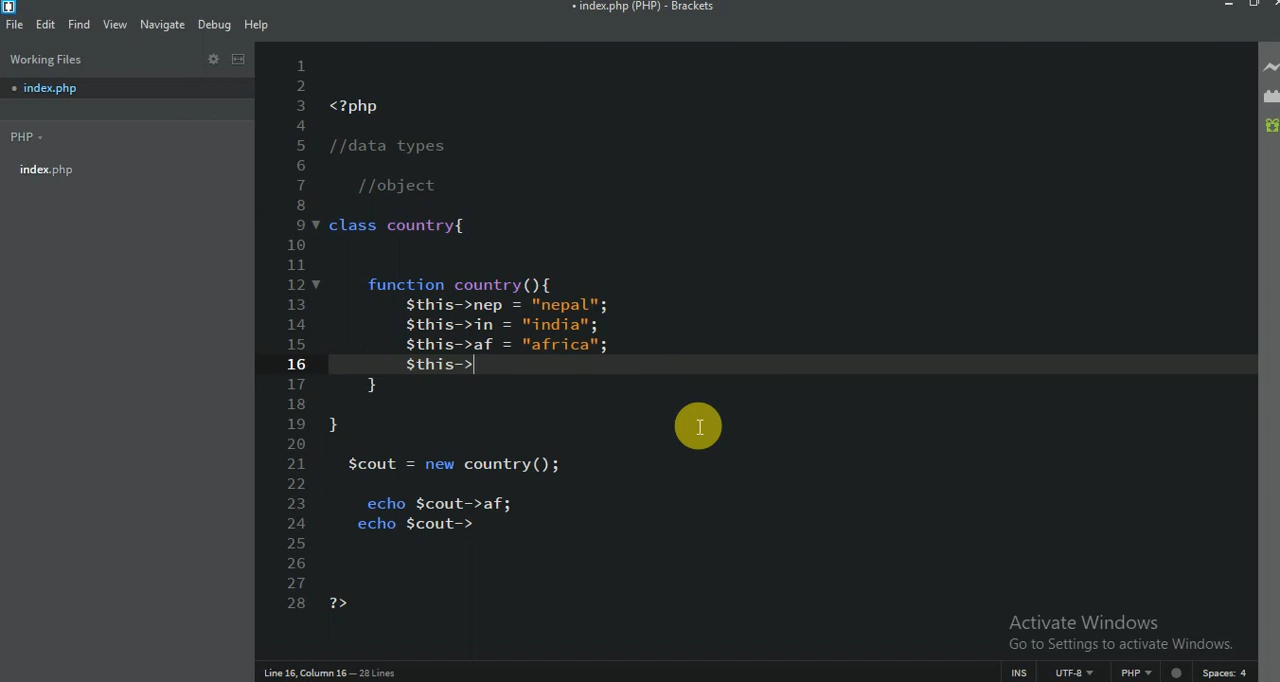 • index.php (PHP) - Brackets
File Edit Find View Navigate Debug Help
Working Files
• index.php
PHP
index.php
1
2
3 <?php
4
5 //data types
6
7 //object
8
9 class country{
10
11
12 function country(){
13 $this->nep = "nepal";
14 $this->in = "india";
15 $this->af = "africa";
16 $this->
17 }
18
19 }
20
21 $cout = new country();
22
23 echo $cout->af;
24 echo $cout->
25
26
27
28 ?>
Activate Windows
Go to Settings to activate Windows.
Line 16, Column 16 — 28 Lines INS UTF-8 PHP Spaces: 4